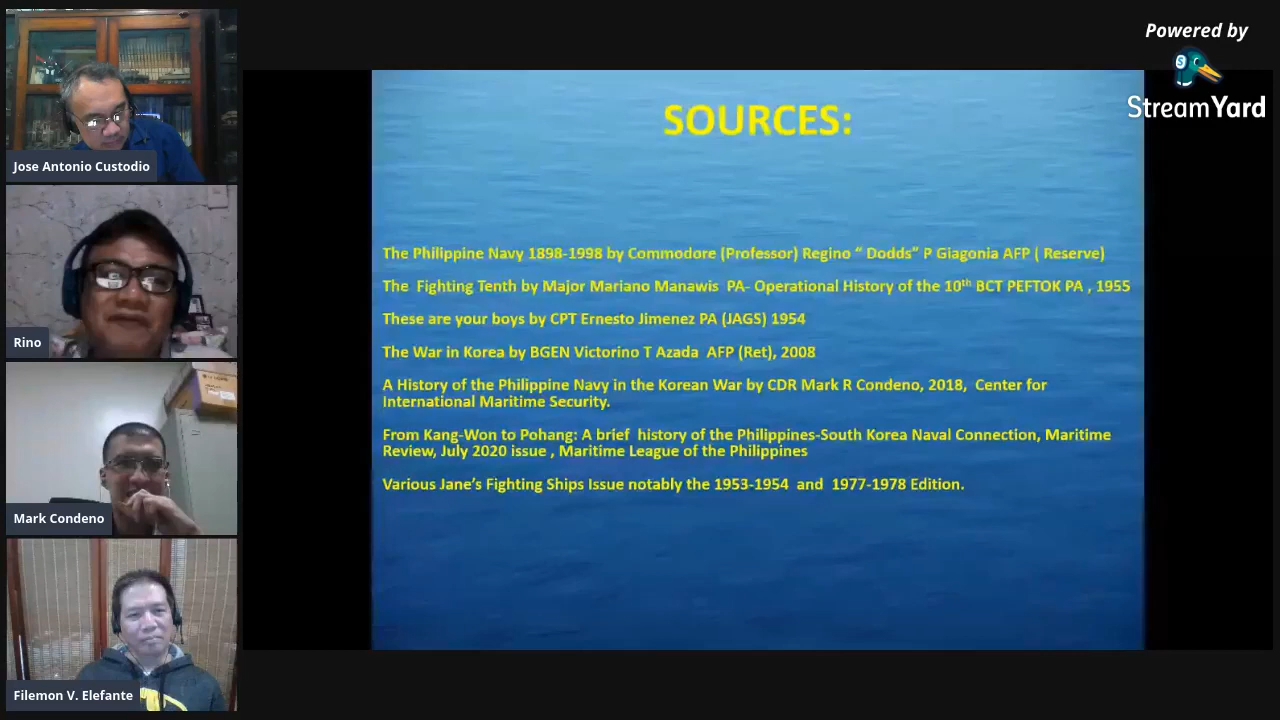 Powered by
StreamYard
Jose Antonio Custodio
Rino
Mark Condeno
Filemon V. Elefante
SOURCES:
The Philippine Navy 1898-1998 by Commodore (Professor) Regino “ Dodds” P Giagonia AFP ( Reserve)
The Fighting Tenth by Major Mariano Manawis PA- Operational History of the 10th BCT PEFTOK PA , 1955
These are your boys by CPT Ernesto Jimenez PA (JAGS) 1954
The War in Korea by BGEN Victorino T Azada AFP (Ret), 2008
A History of the Philippine Navy in the Korean War by CDR Mark R Condeno, 2018, Center for
International Maritime Security.
From Kang-Won to Pohang: A brief history of the Philippines-South Korea Naval Connection, Maritime
Review, July 2020 issue , Maritime League of the Philippines
Various Jane’s Fighting Ships Issue notably the 1953-1954 and 1977-1978 Edition.